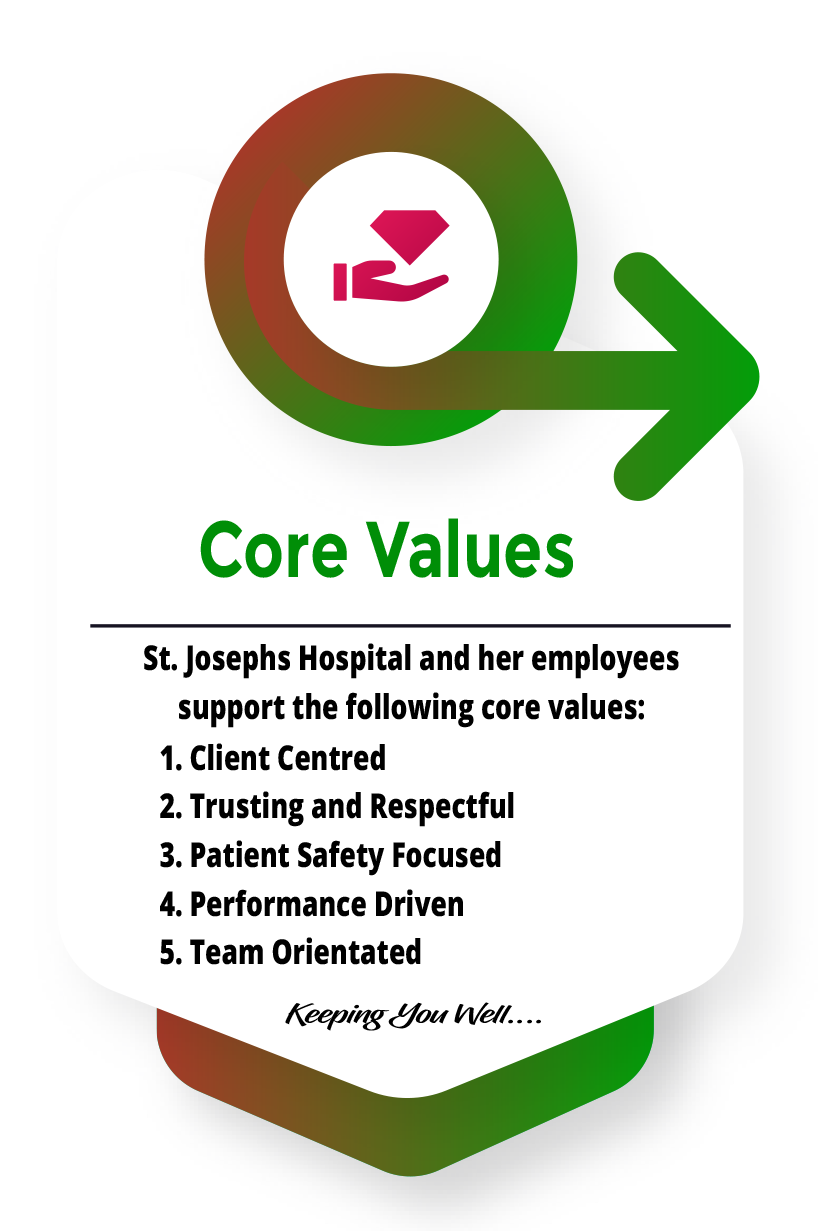 Core Values
St. Josephs Hospital and her employees
support the following core values:
1. Client Centred
2. Trusting and Respectful
3. Patient Safety Focused
4. Performance Driven
5. Team Orientated
Keeping You Well....